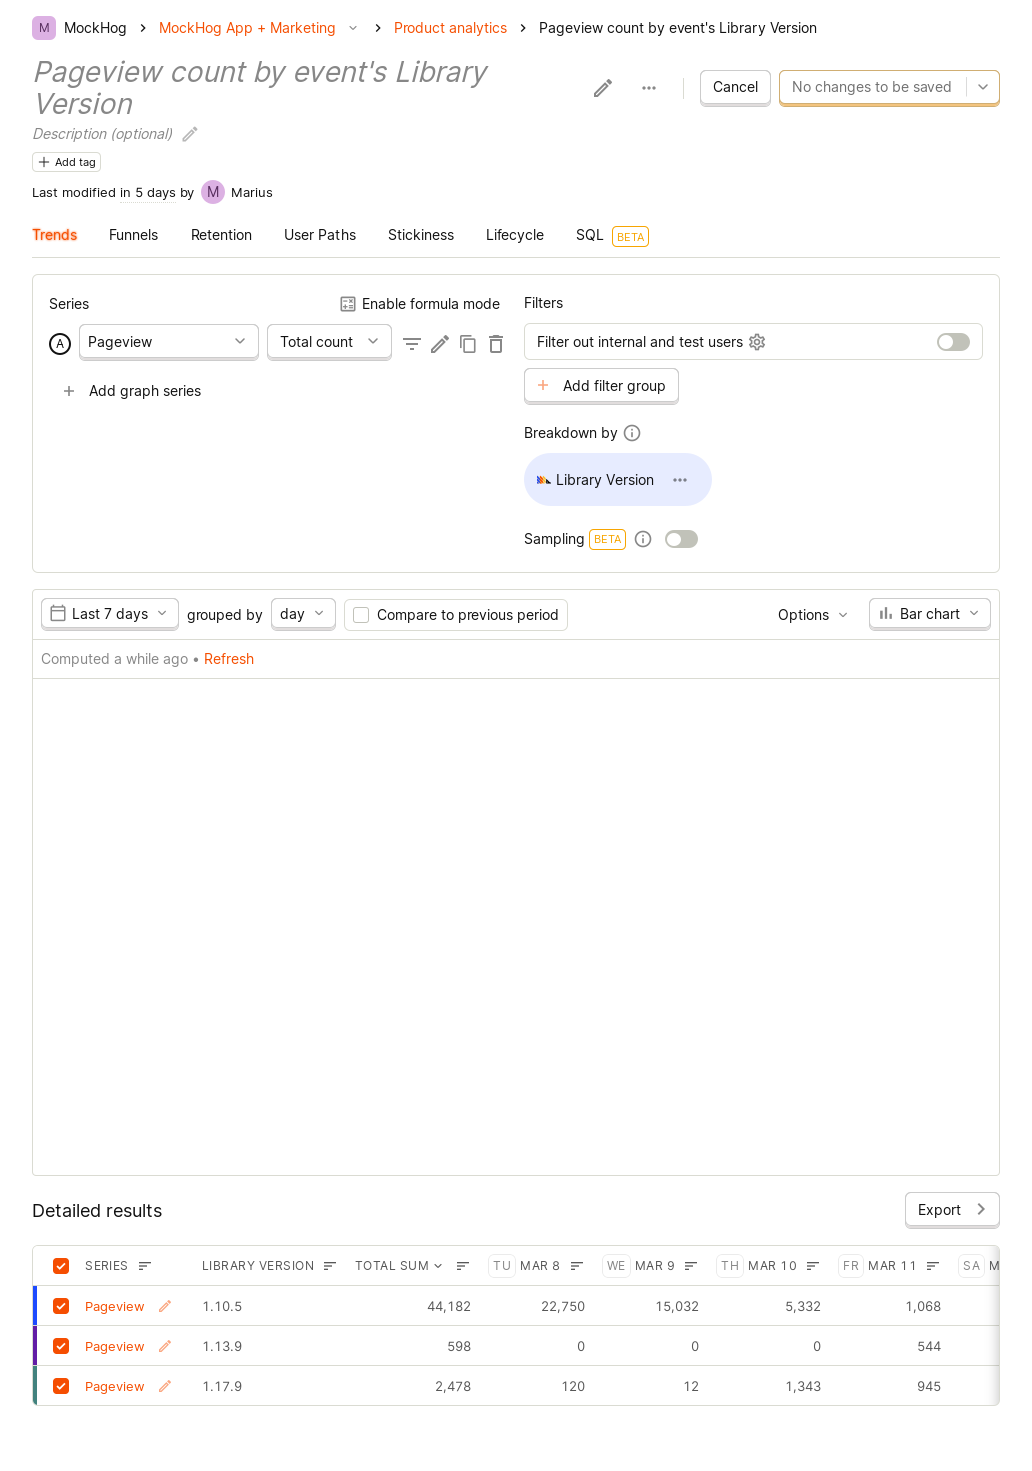 M MockHog MockHog App + Marketing Product analytics Pageview count by event's Library Version
Pageview count by event's Library
Version
Cancel No changes to be saved
Description (optional)
Add tag
Last modified in 5 days by M Marius
Trends Funnels Retention User Paths Stickiness Lifecycle SQL BETA
Series Enable formula mode
A Pageview Total count
Add graph series
Filters
Filter out internal and test users
Add filter group
Breakdown by
Library Version
Sampling BETA
Last 7 days grouped by day Compare to previous period Options Bar chart
Computed a while ago • Refresh
Detailed results Export
SERIES LIBRARY VERSION TOTAL SUM TU MAR 8 WE MAR 9 TH MAR 10 FR MAR 11 SA M
Pageview 1.10.5 44,182 22,750 15,032 5,332 1,068
Pageview 1.13.9 598 0 0 0 544
Pageview 1.17.9 2,478 120 12 1,343 945